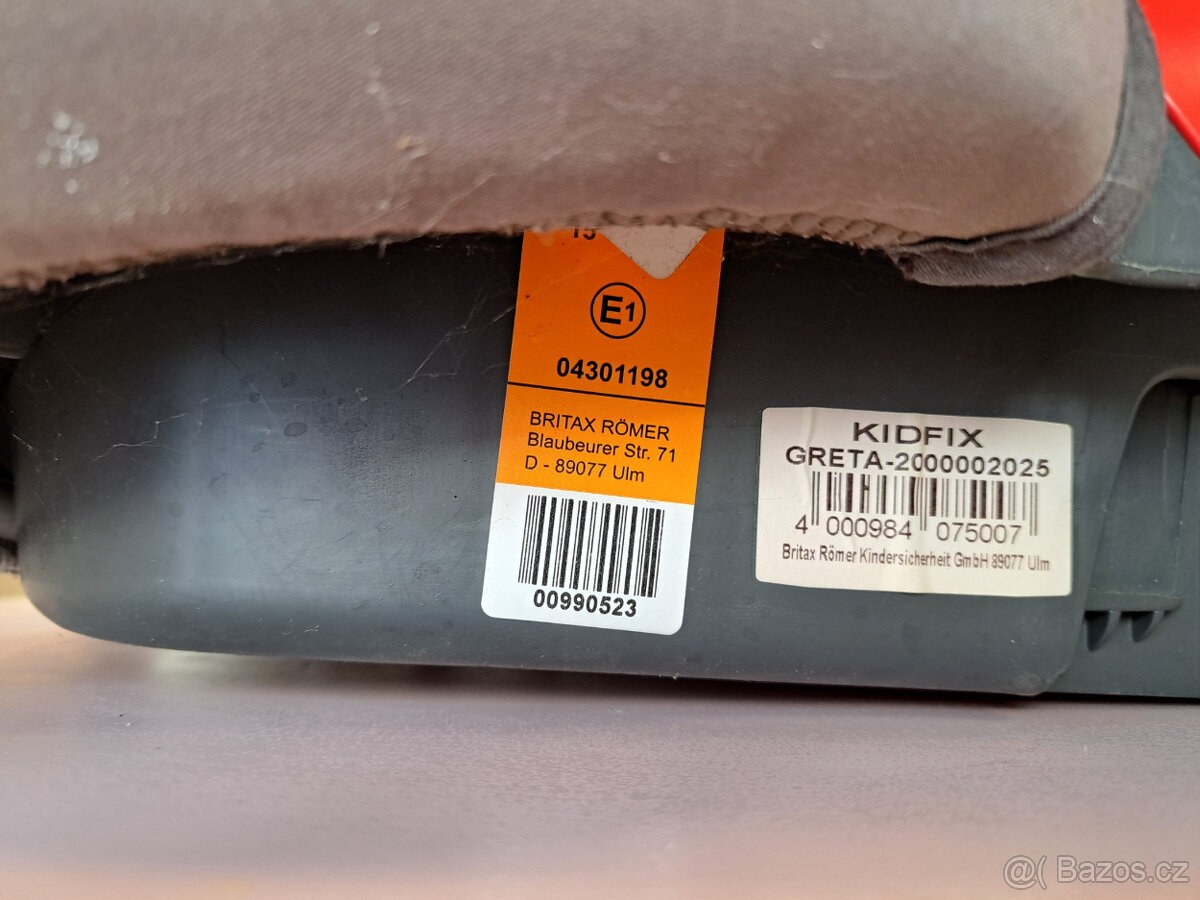 15
E1
04301198
BRITAX RÖMER
Blaubeurer Str. 71
D - 89077 Ulm
00990523
KIDFIX
GRETA-2000002025
4 000984 075007
Britax Römer Kindersicherheit GmbH 89077 Ulm
@( Bazos.cz